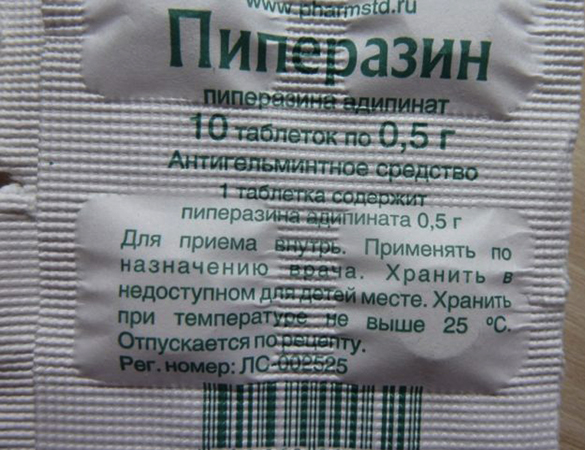 www.pharmstd.ru
Пиперазин
пиперазина адипинат
10 таблеток по 0,5 г
Антигельминтное средство
1 таблетка содержит
пиперазина адипината 0,5 г
Для приема внутрь. Применять по
назначению врача. Хранить в
недоступном для детей месте. Хранить
при температуре не выше 25 ºС.
Отпускается по рецепту.
Рег. номер: ЛС-002525